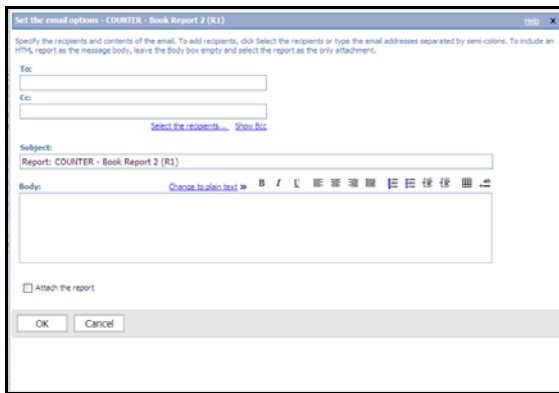 Set the email options - COUNTER - Book Report 2 (R1) Help x
Specify the recipients and contents of the email. To add recipients, click Select the recipients or type the email addresses separated by semi-colons. To include an
HTML report as the message body, leave the Body box empty and select the report as the only attachment.
To:
Cc:
Select the recipients... Show Bcc
Subject:
Report: COUNTER - Book Report 2 (R1)
Body: Change to plain text » B I U
Attach the report
OK Cancel